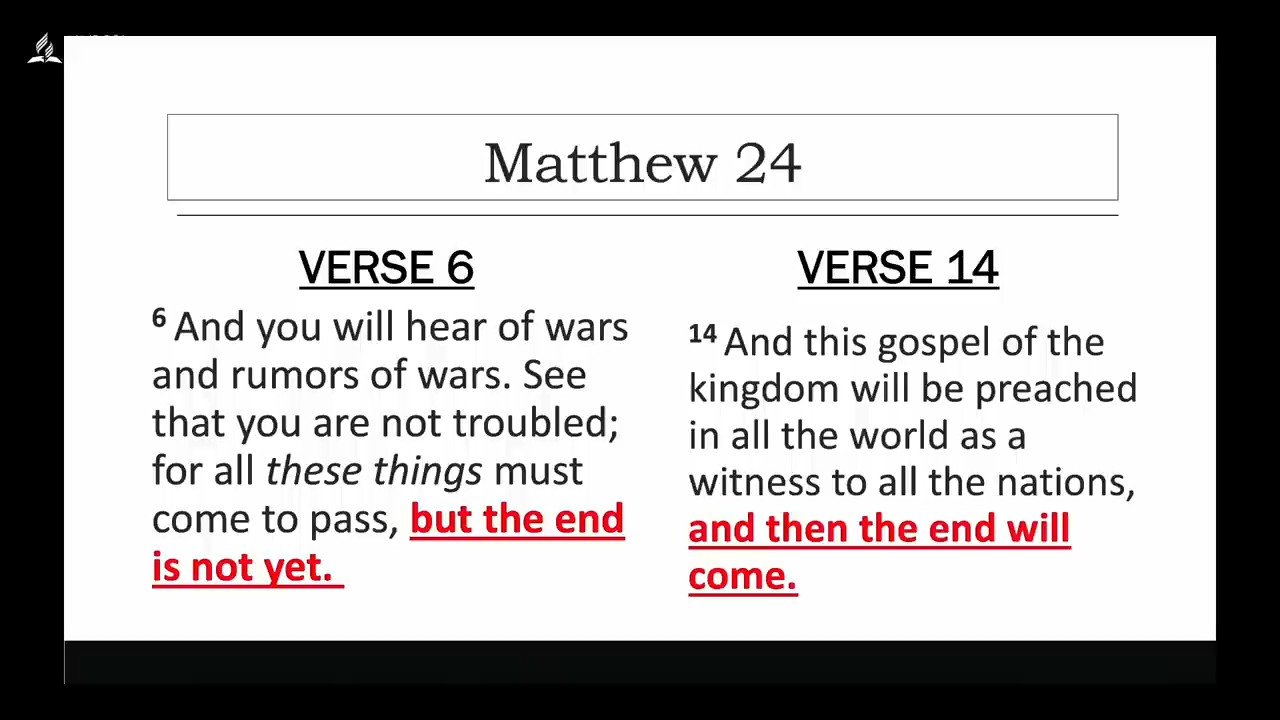 Matthew 24
VERSE 6
6 And you will hear of wars
and rumors of wars. See
that you are not troubled;
for all these things must
come to pass, but the end
is not yet.
VERSE 14
14 And this gospel of the
kingdom will be preached
in all the world as a
witness to all the nations,
and then the end will
come.